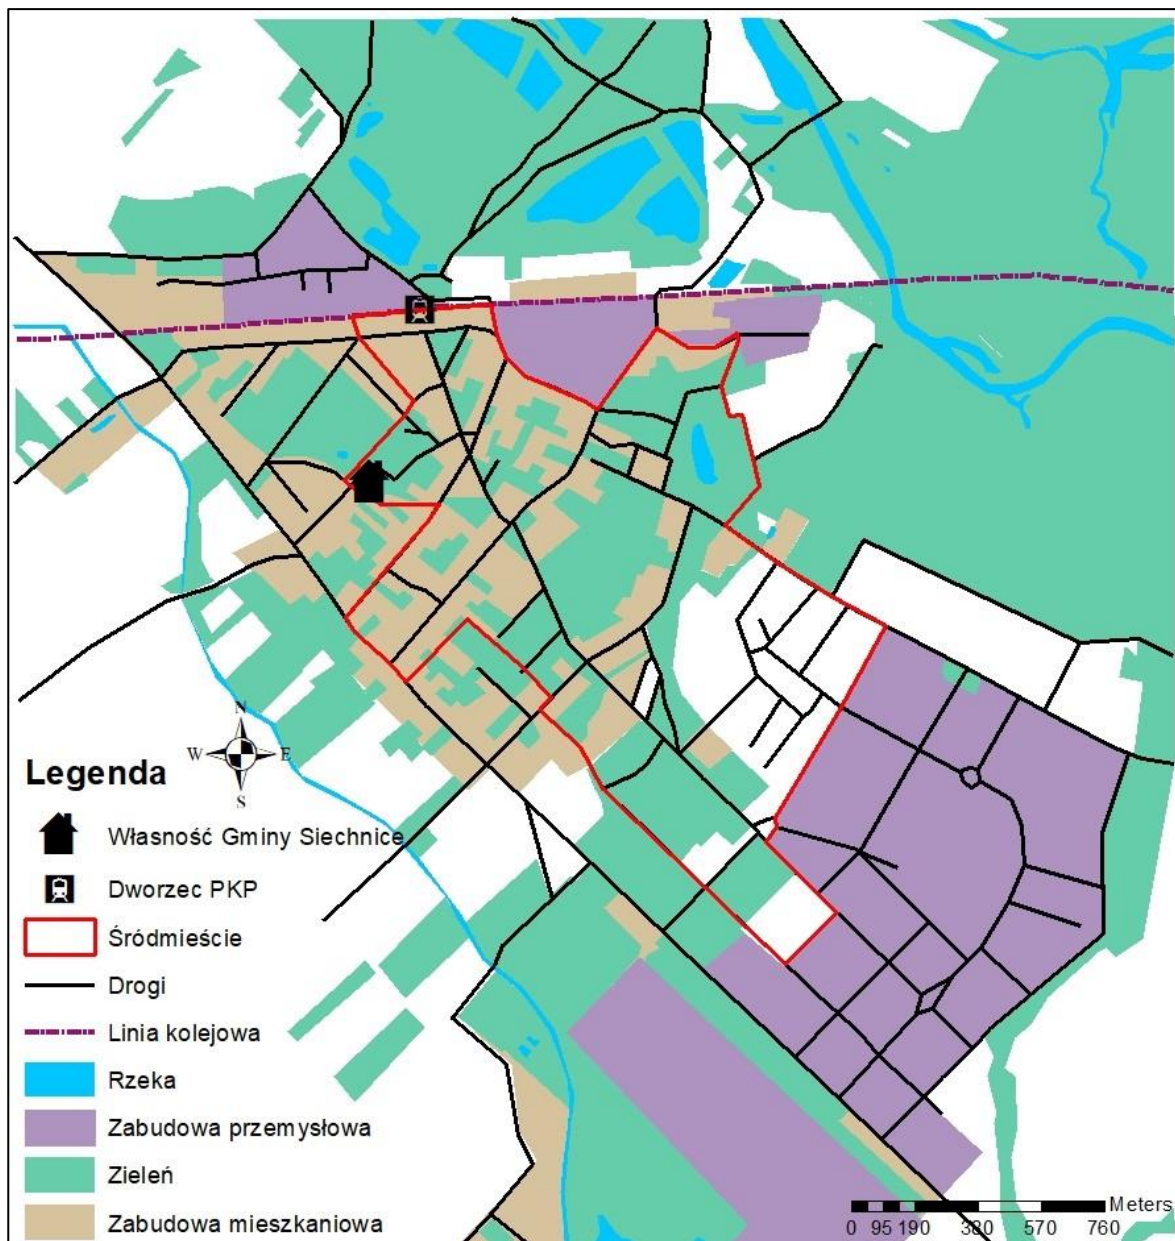 N
W E
S
Legenda
Własność Gminy Siechnice
Dworzec PKP
Śródmieście
Drogi
Linia kolejowa
Rzeka
Zabudowa przemysłowa
Zieleń
Zabudowa mieszkaniowa
Meters
0 95 190 380 570 760